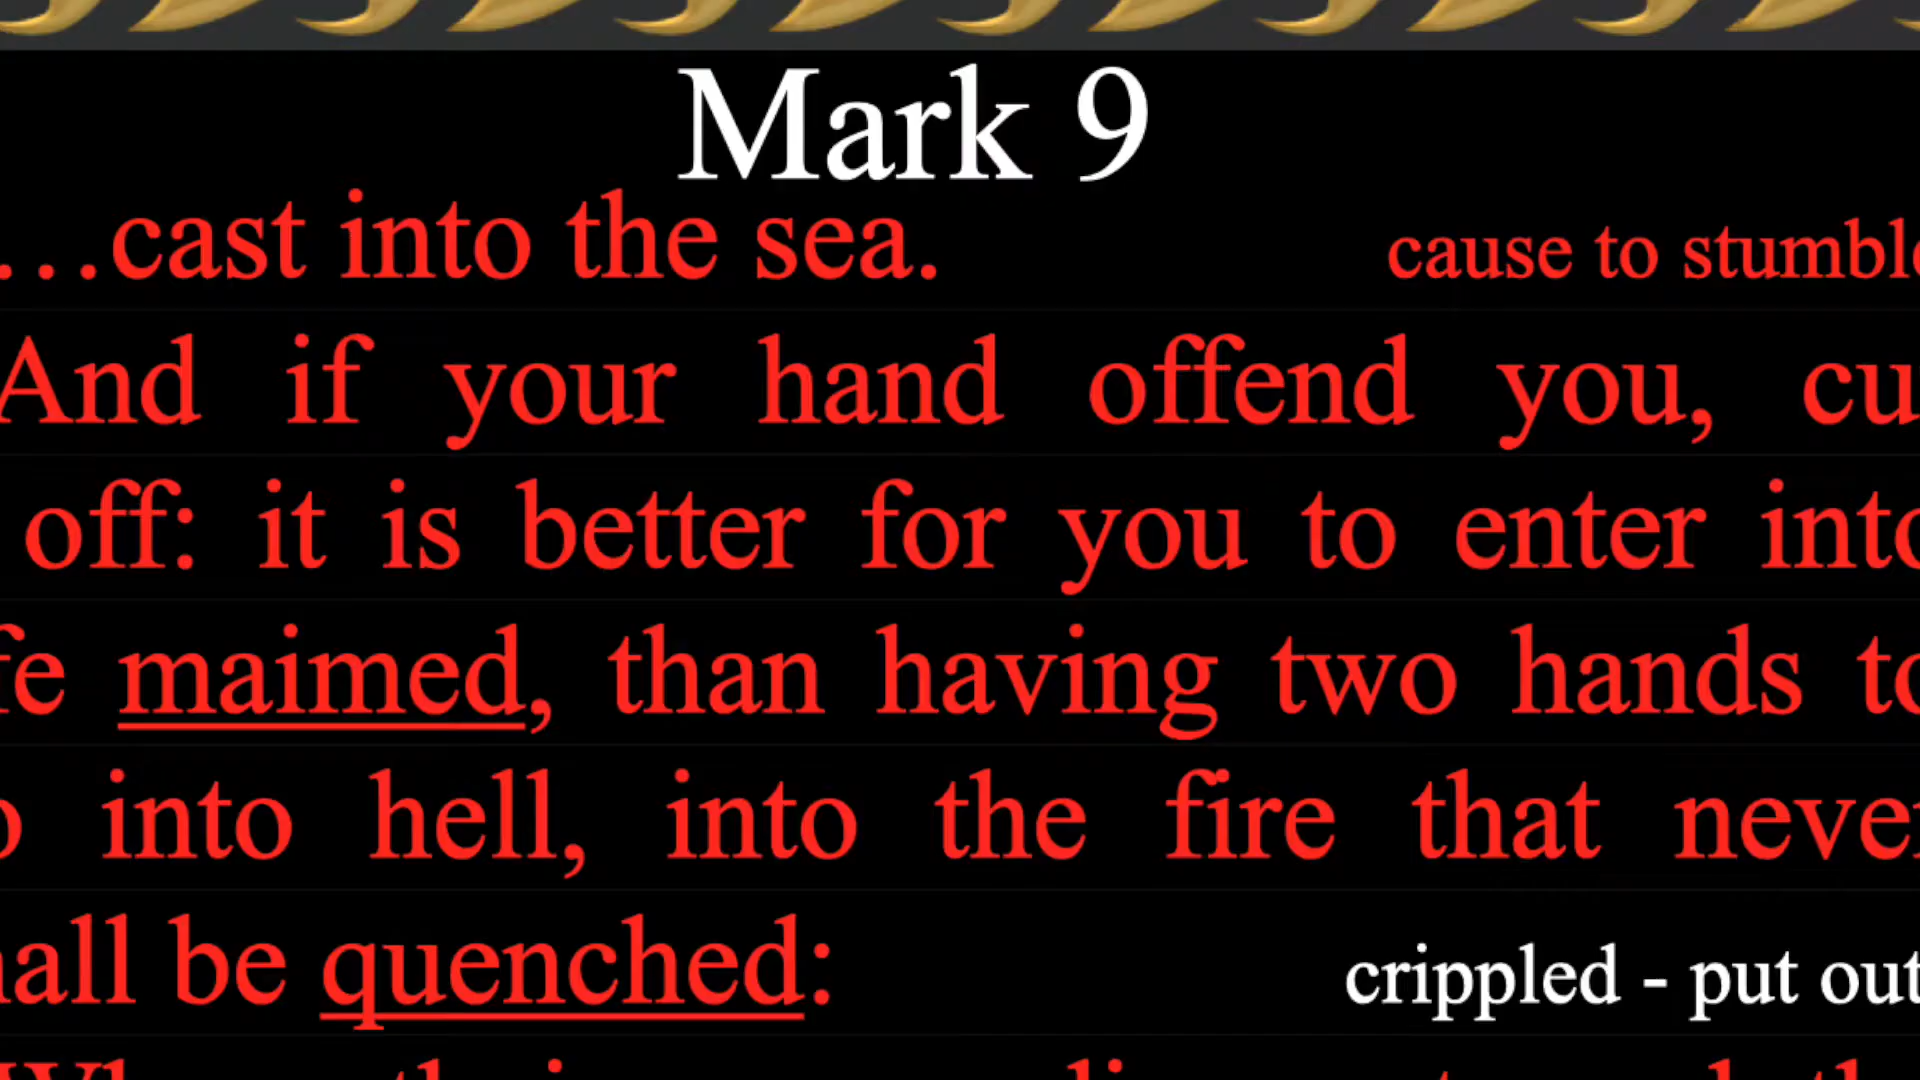 Mark 9
...cast into the sea. cause to stumble
And if your hand offend you, cu
off: it is better for you to enter into
fe maimed, than having two hands to
o into hell, into the fire that never
hall be quenched: crippled - put out